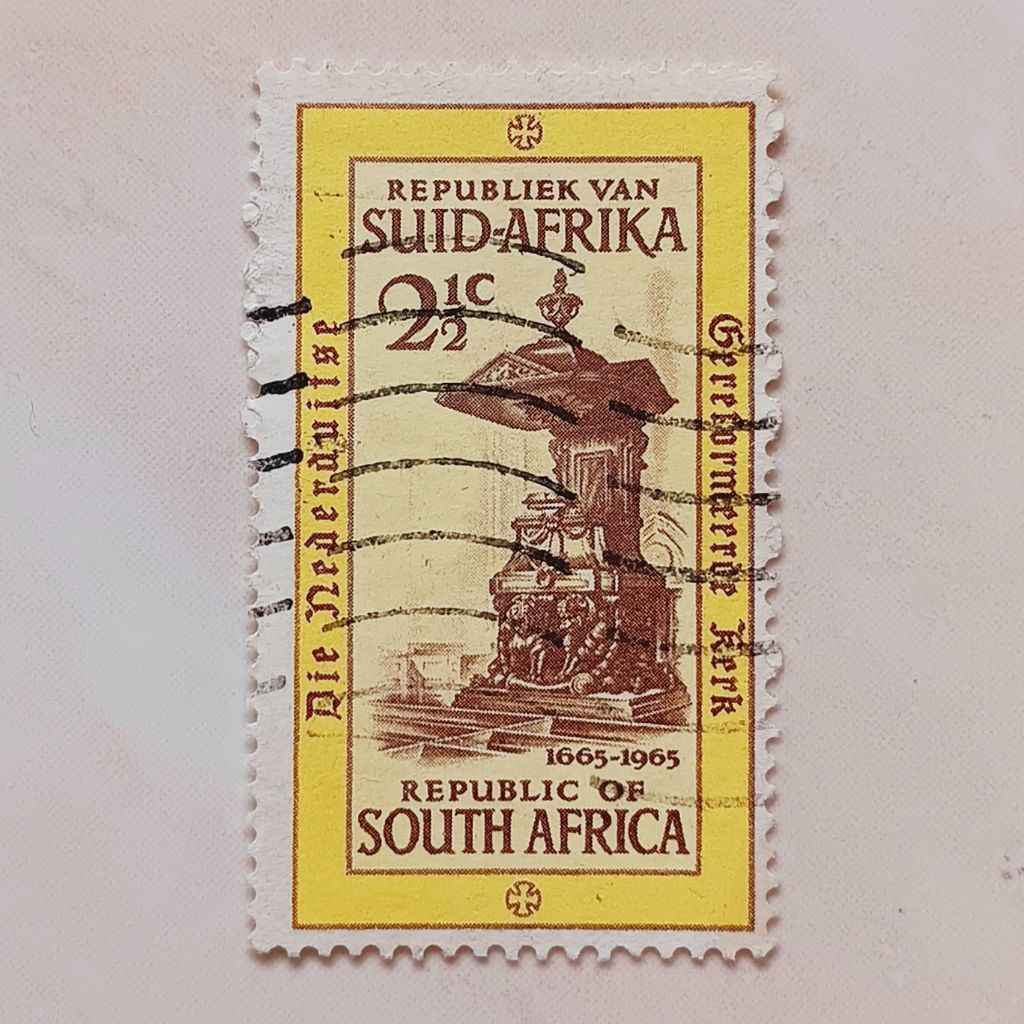 REPUBLIEK VAN
SUID-AFRIKA
2½C
Die Nederduitse
Gereformeerde Kerk
1665-1965
REPUBLIC OF
SOUTH AFRICA